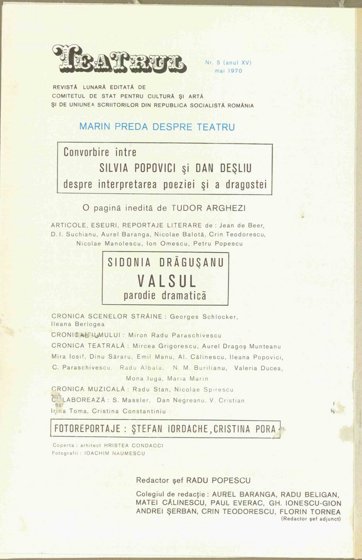 TEATRUL
Nr. 5 (anul XV)
mai 1970
REVISTĂ LUNARĂ EDITATĂ DE
COMITETUL DE STAT PENTRU CULTURĂ ȘI ARTĂ
ȘI DE UNIUNEA SCRIITORILOR DIN REPUBLICA SOCIALISTĂ ROMÂNIA
MARIN PREDA DESPRE TEATRU
Convorbire între
SILVIA POPOVICI și DAN DEȘLIU
despre interpretarea poeziei și a dragostei
O pagină inedită de TUDOR ARGHEZI
ARTICOLE, ESEURI, REPORTAJE LITERARE de: Jean de Beer,
D. I. Suchianu, Aurel Baranga, Nicolae Balotă, Crin Teodorescu,
Nicolae Manolescu, Ion Omescu, Petru Popescu
SIDONIA DRĂGUȘANU
VALSUL
parodie dramatică
CRONICA SCENELOR STRĂINE: Georges Schlocker,
Ileana Berlogea
CRONICA FILMULUI: Miron Radu Paraschivescu
CRONICA TEATRALĂ: Mircea Grigorescu, Aurel Dragoș Munteanu
Mira Iosif, Dinu Săraru, Emil Manu, Al. Călinescu, Ileana Popovici,
C. Paraschivescu, Radu Albala, N. M. Burilianu, Valeria Ducea,
Mona Juga, Maria Marin
CRONICA MUZICALĂ: Radu Stan, Nicolae Spirescu
COLABOREAZĂ: S. Massler, Dan Negreanu, V. Cristian
Irina Toma, Cristina Constantiniu
FOTOREPORTAJE: ȘTEFAN IORDACHE, CRISTINA PORA
Coperta: arhitect HRISTEA CONDACCI
Fotografii: IOACHIM NAUMESCU
Redactor șef RADU POPESCU
Colegiul de redacție: AUREL BARANGA, RADU BELIGAN,
MATEI CĂLINESCU, PAUL EVERAC, GH. IONESCU-GION
ANDREI ȘERBAN, CRIN TEODORESCU, FLORIN TORNEA
(Redactor șef adjunct)